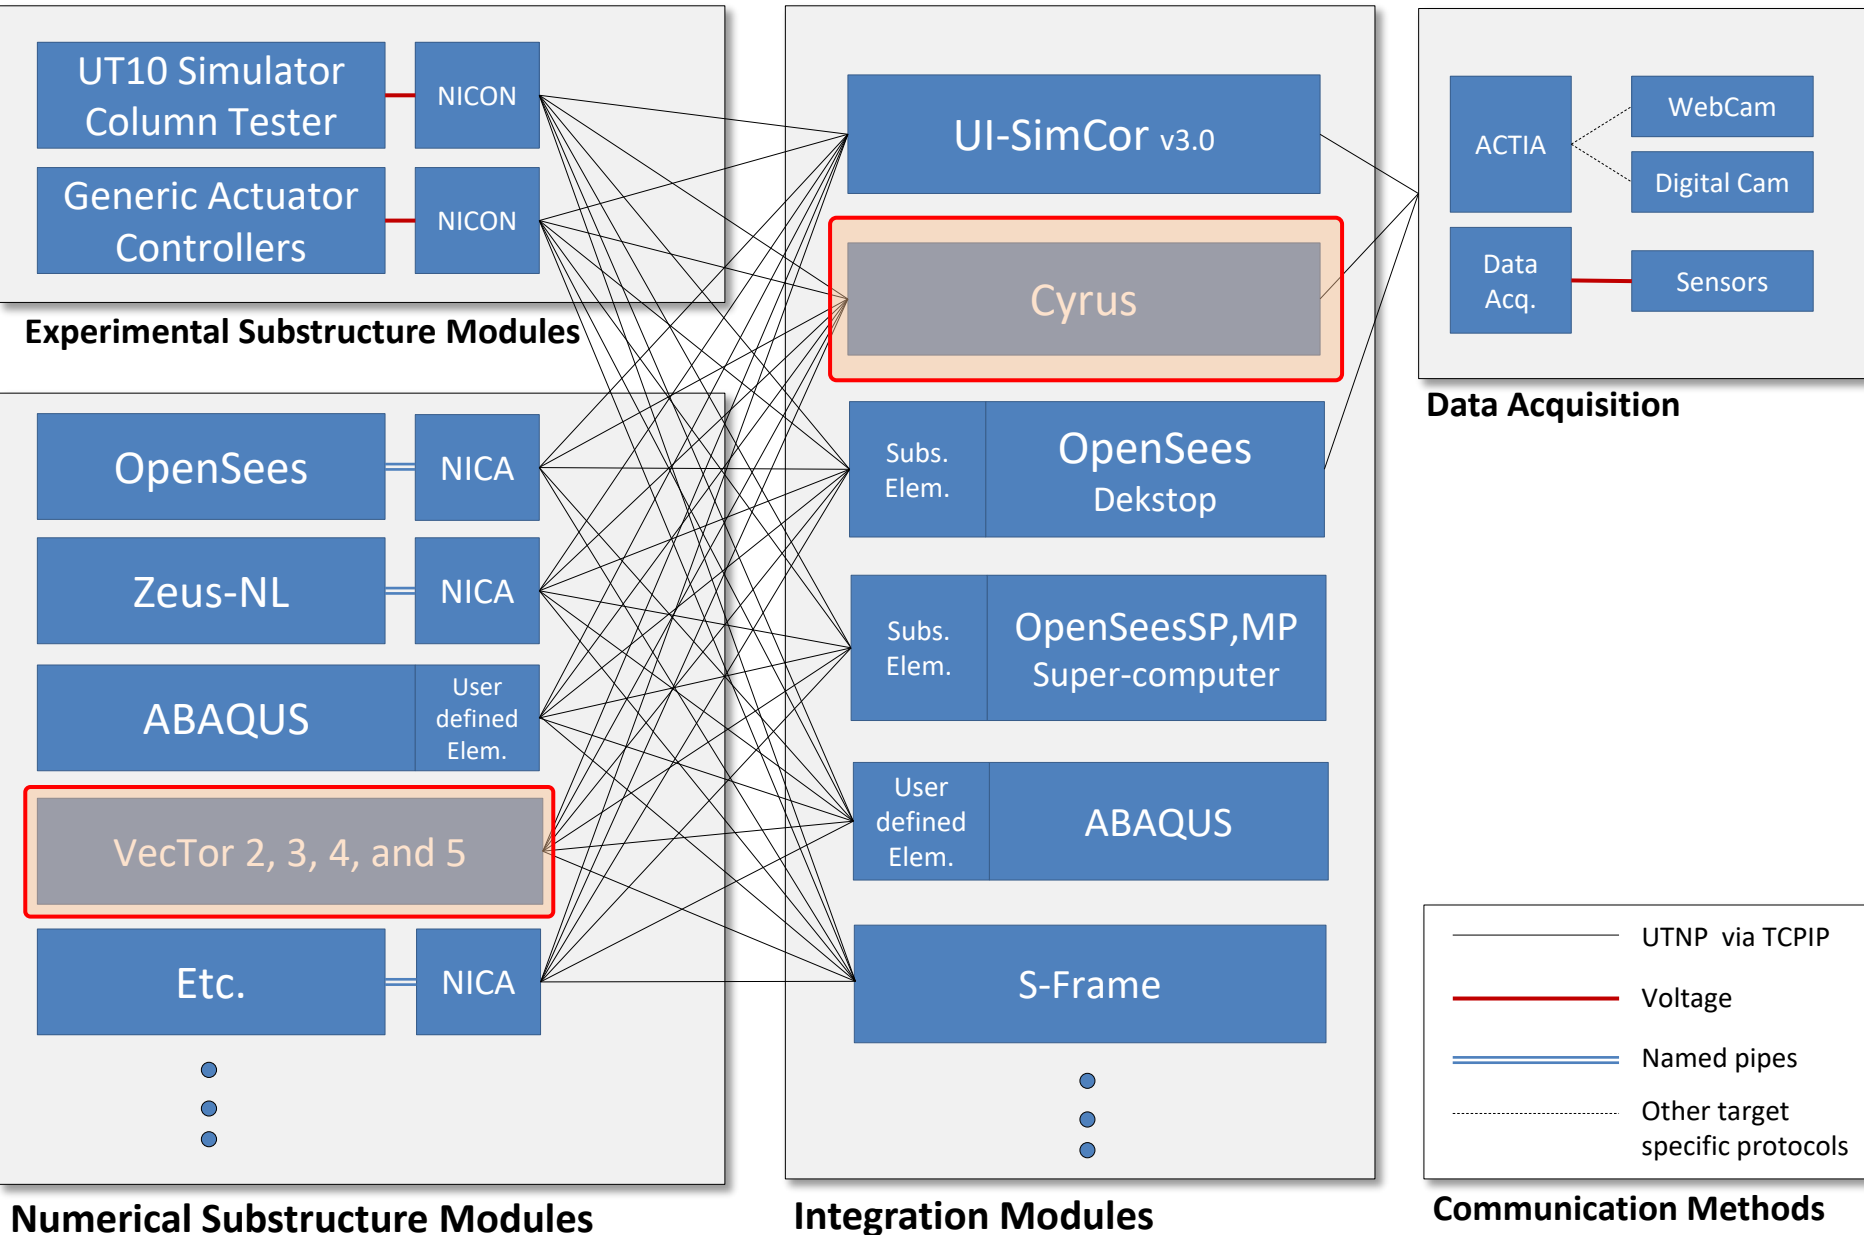 UT10 Simulator
Column Tester
NICON
Generic Actuator
Controllers
NICON
Experimental Substructure Modules
OpenSees
NICA
Zeus-NL
NICA
ABAQUS
User
defined
Elem.
VecTor 2, 3, 4, and 5
Etc.
NICA
Numerical Substructure Modules
UI-SimCor v3.0
Cyrus
Subs.
Elem.
OpenSees
Dekstop
Subs.
Elem.
OpenSeesSP,MP
Super-computer
User
defined
Elem.
ABAQUS
S-Frame
Integration Modules
ACTIA
WebCam
Digital Cam
Data
Acq.
Sensors
Data Acquisition
UTNP via TCPIP
Voltage
Named pipes
Other target
specific protocols
Communication Methods